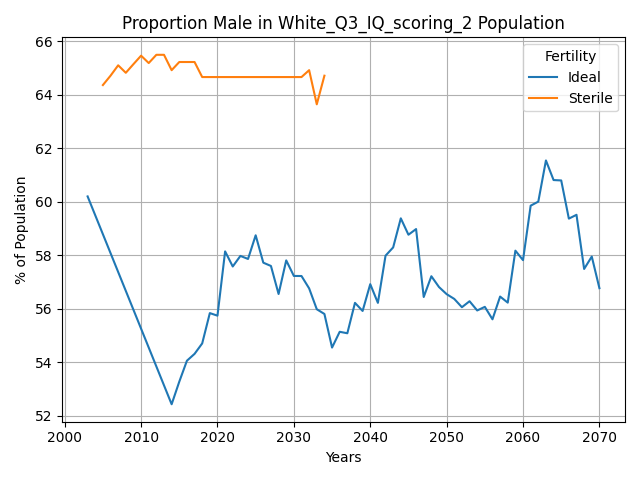 Proportion Male in White_Q3_IQ_scoring_2 Population
% of Population
66
64
62
60
58
56
54
52
Fertility
Ideal
Sterile
2000 2010 2020 2030 2040 2050 2060 2070
Years